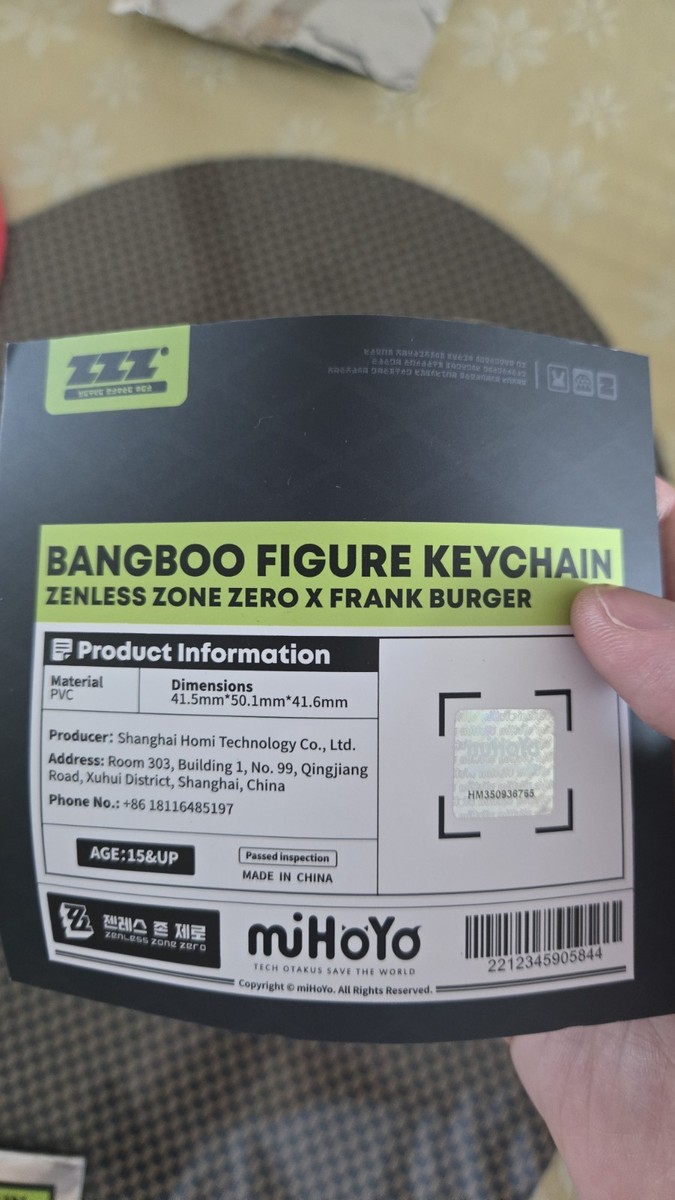 ZZZ
BANGBOO FIGURE KEYCHAIN
ZENLESS ZONE ZERO X FRANK BURGER
Product Information
Material
PVC
Dimensions
41.5mm*50.1mm*41.6mm
Producer: Shanghai Homi Technology Co., Ltd.
Address: Room 303, Building 1, No. 99, Qingjiang
Road, Xuhui District, Shanghai, China
Phone No.: +86 18116485197
AGE:15&UP
Passed inspection
MADE IN CHINA
miHoYo
HM350936765
젠레스 존 제로
zenless zone zero
miHoYo
TECH OTAKUS SAVE THE WORLD
2212345905844
Copyright © miHoYo. All Rights Reserved.